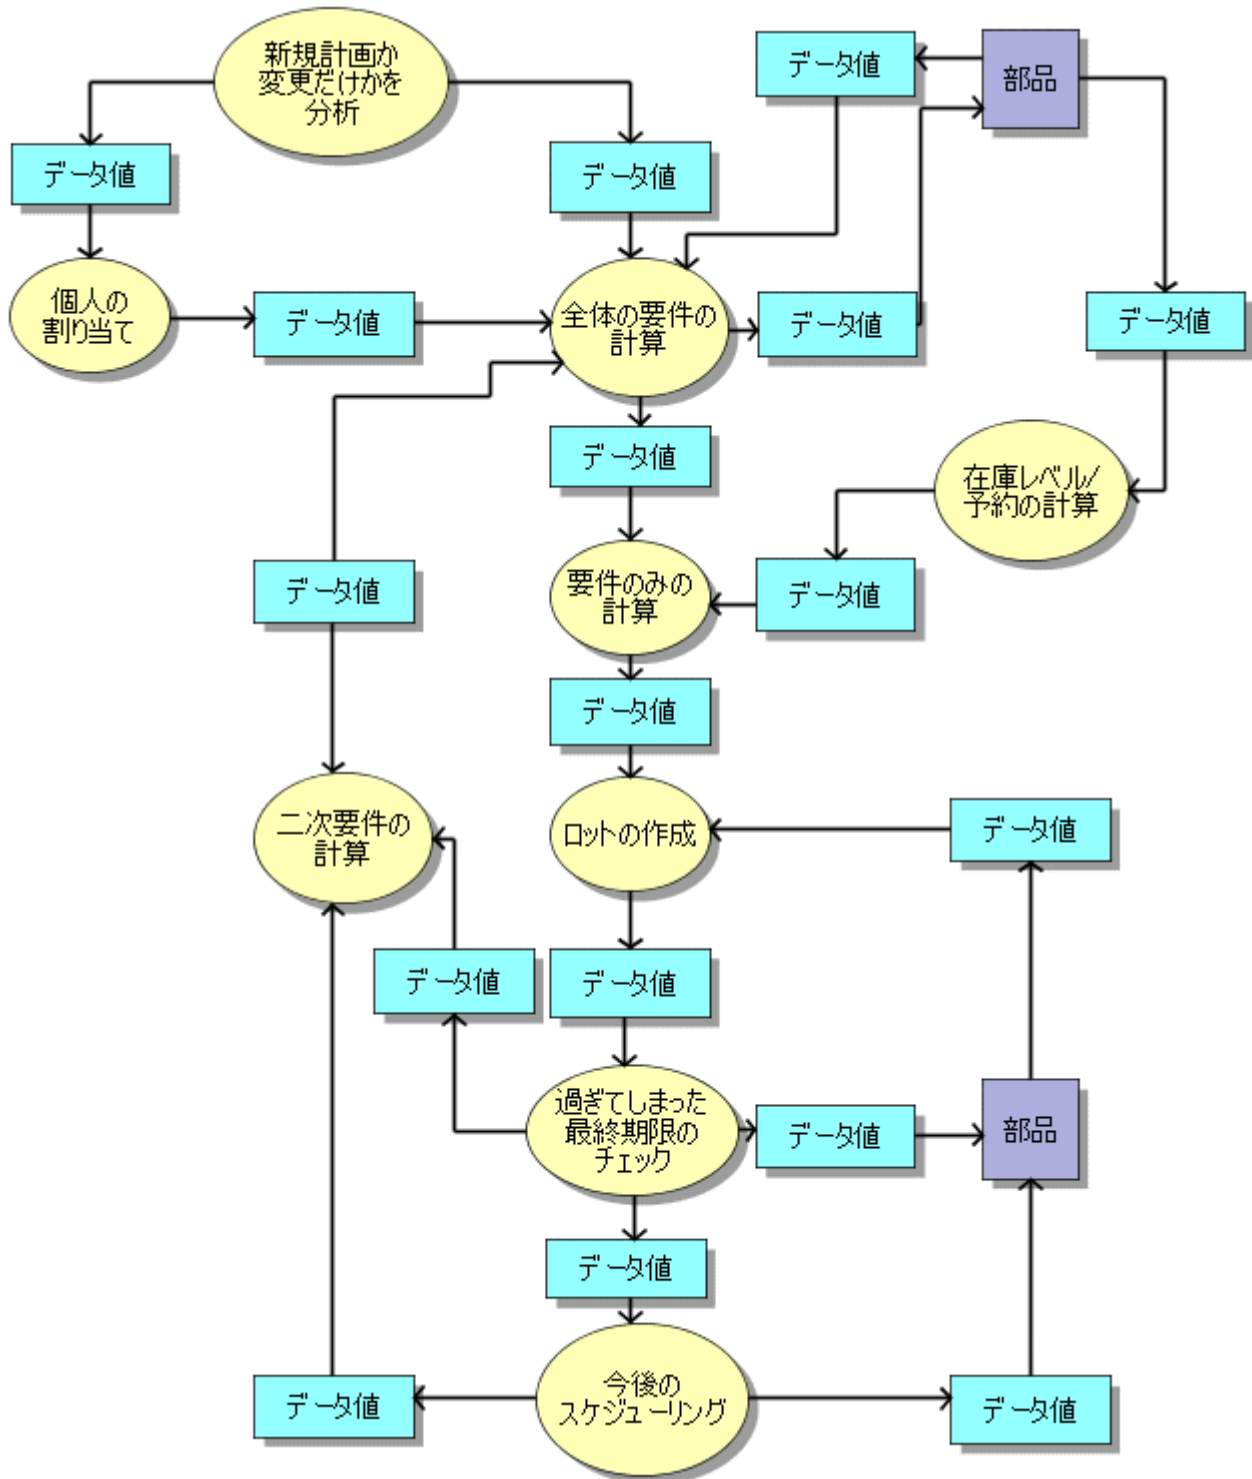 新規計画か
変更だけかを
分析
データ値
部品
データ値
データ値
個人の
割り当て
データ値
全体の要件の
計算
データ値
データ値
データ値
在庫レベル/
予約の計算
データ値
要件のみの
計算
データ値
データ値
二次要件の
計算
ロットの作成
データ値
データ値
データ値
過ぎてしまった
最終期限の
チェック
データ値
部品
データ値
今後の
スケジューリング
データ値
データ値